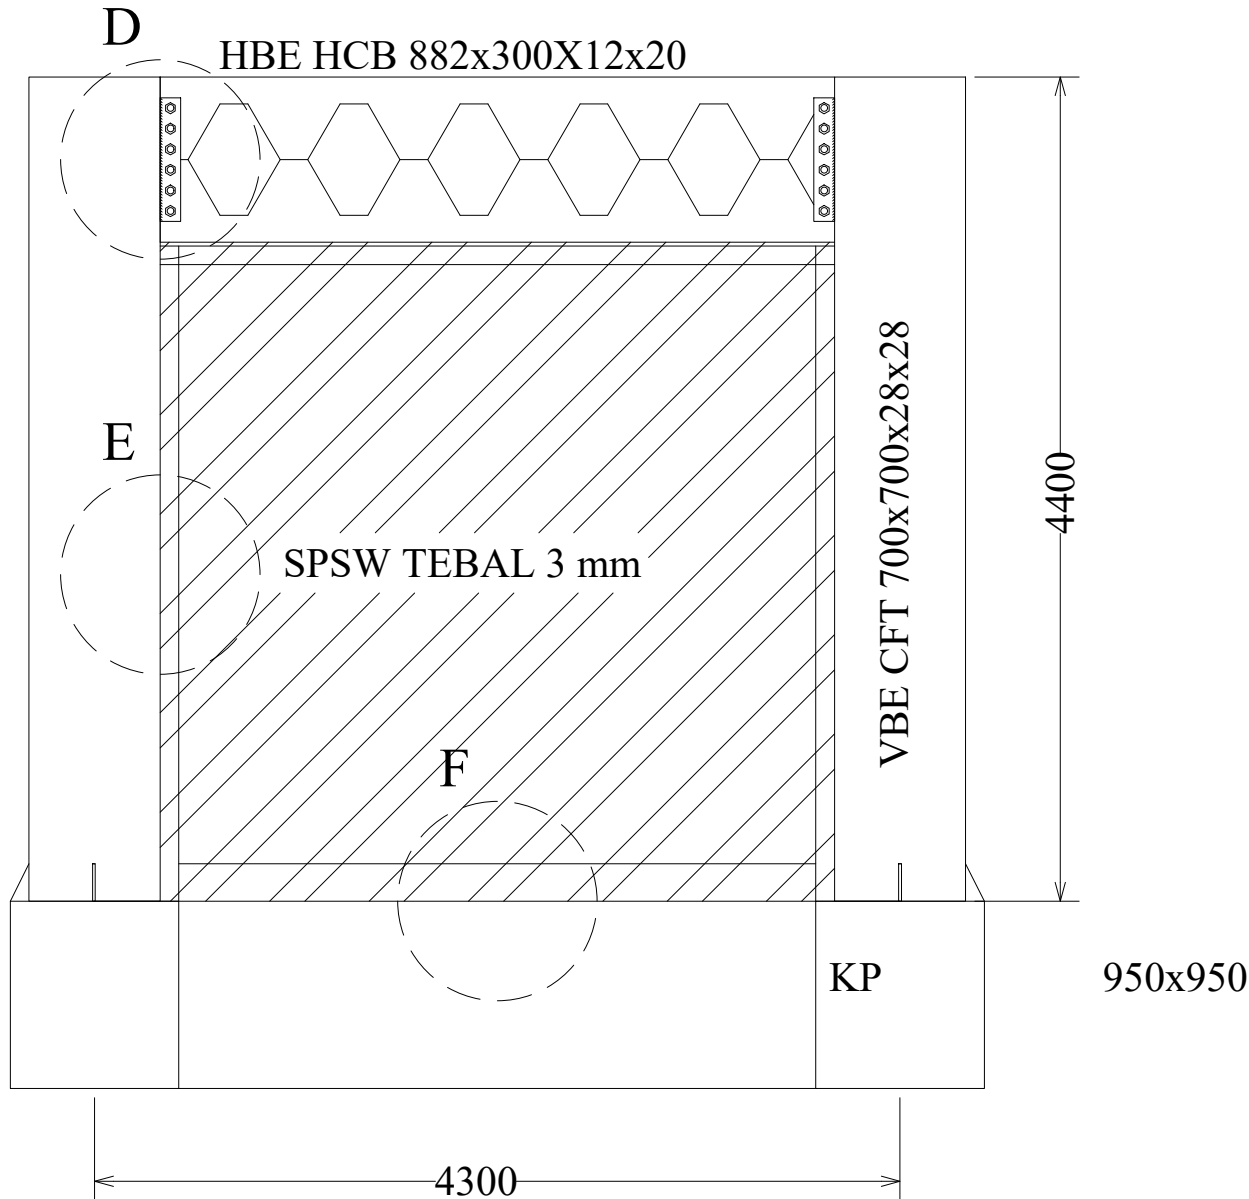 D
HBE HCB 882x300X12x20
E
VBE CFT 700x700x28x28
4400
SPSW TEBAL 3 mm
F
KP
950x950
4300